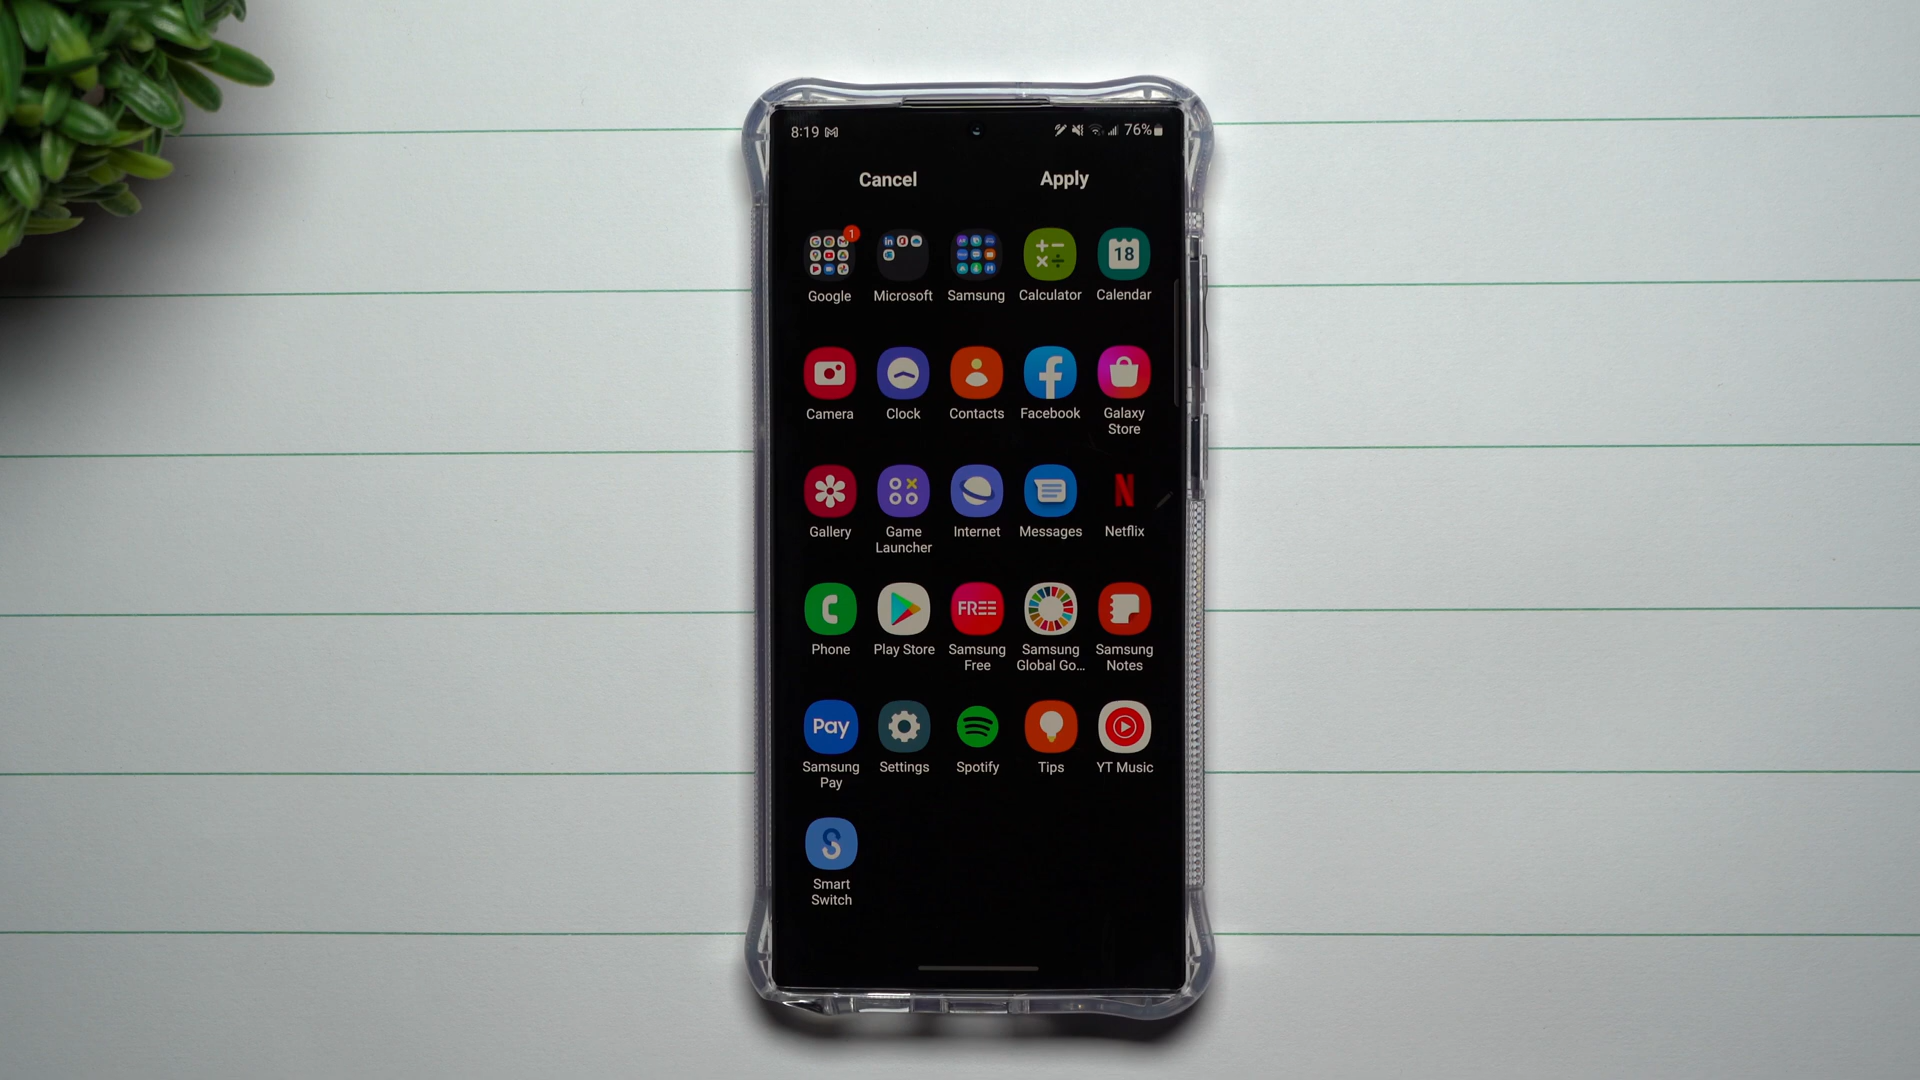 8:19 76%
Cancel Apply
1
18
Google Microsoft Samsung Calculator Calendar
Camera Clock Contacts Facebook Galaxy
Store
Gallery Game Internet Messages Netflix
Launcher
FREE
Phone Play Store Samsung Samsung Samsung
Free Global Go... Notes
Pay
Samsung Settings Spotify Tips YT Music
Pay
Smart
Switch